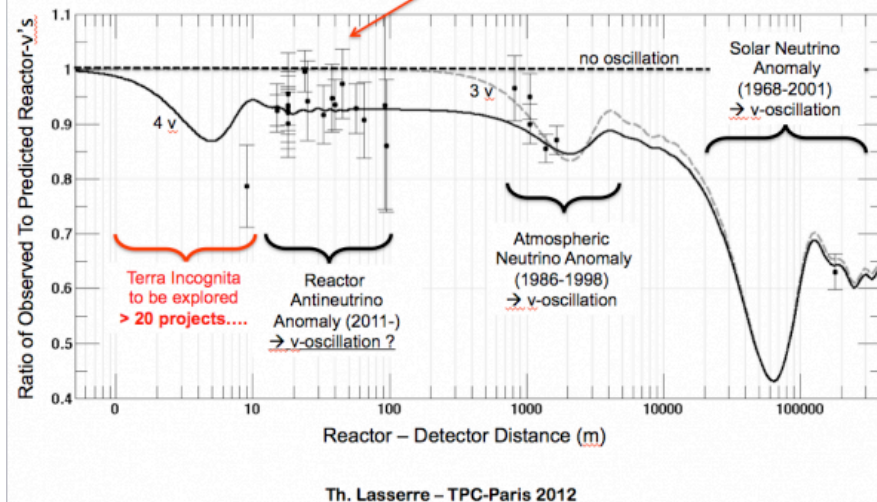 Ratio of Observed To Predicted Reactor-ν's
1.1
1
0.9
0.8
0.7
0.6
0.5
0.4
no oscillation
3 ν
4 ν
Solar Neutrino
Anomaly
(1968-2001)
→ ν-oscillation
Terra Incognita
to be explored
> 20 projects....
Reactor
Antineutrino
Anomaly (2011-)
→ ν-oscillation ?
Atmospheric
Neutrino Anomaly
(1986-1998)
→ ν-oscillation
0
10
100
1000
10000
100000
Reactor – Detector Distance (m)
Th. Lasserre – TPC-Paris 2012